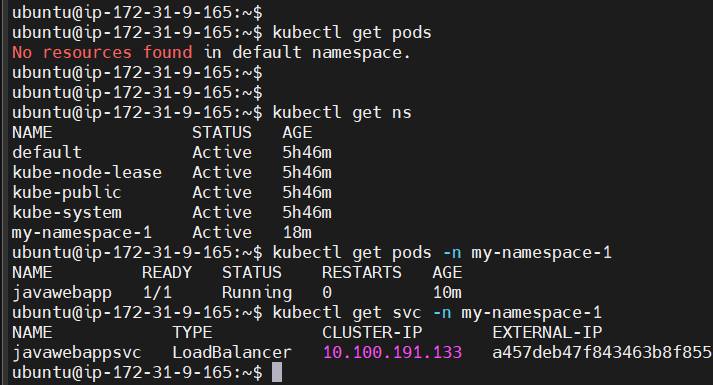 ubuntu@ip-172-31-9-165:~$
ubuntu@ip-172-31-9-165:~$ kubectl get pods
No resources found in default namespace.
ubuntu@ip-172-31-9-165:~$
ubuntu@ip-172-31-9-165:~$
ubuntu@ip-172-31-9-165:~$ kubectl get ns
NAME              STATUS   AGE
default           Active   5h46m
kube-node-lease   Active   5h46m
kube-public       Active   5h46m
kube-system       Active   5h46m
my-namespace-1    Active   18m
ubuntu@ip-172-31-9-165:~$ kubectl get pods -n my-namespace-1
NAME         READY   STATUS    RESTARTS   AGE
javawebapp   1/1     Running   0          10m
ubuntu@ip-172-31-9-165:~$ kubectl get svc -n my-namespace-1
NAME            TYPE           CLUSTER-IP       EXTERNAL-IP
javawebappsvc   LoadBalancer   10.100.191.133   a457deb47f843463b8f855
ubuntu@ip-172-31-9-165:~$